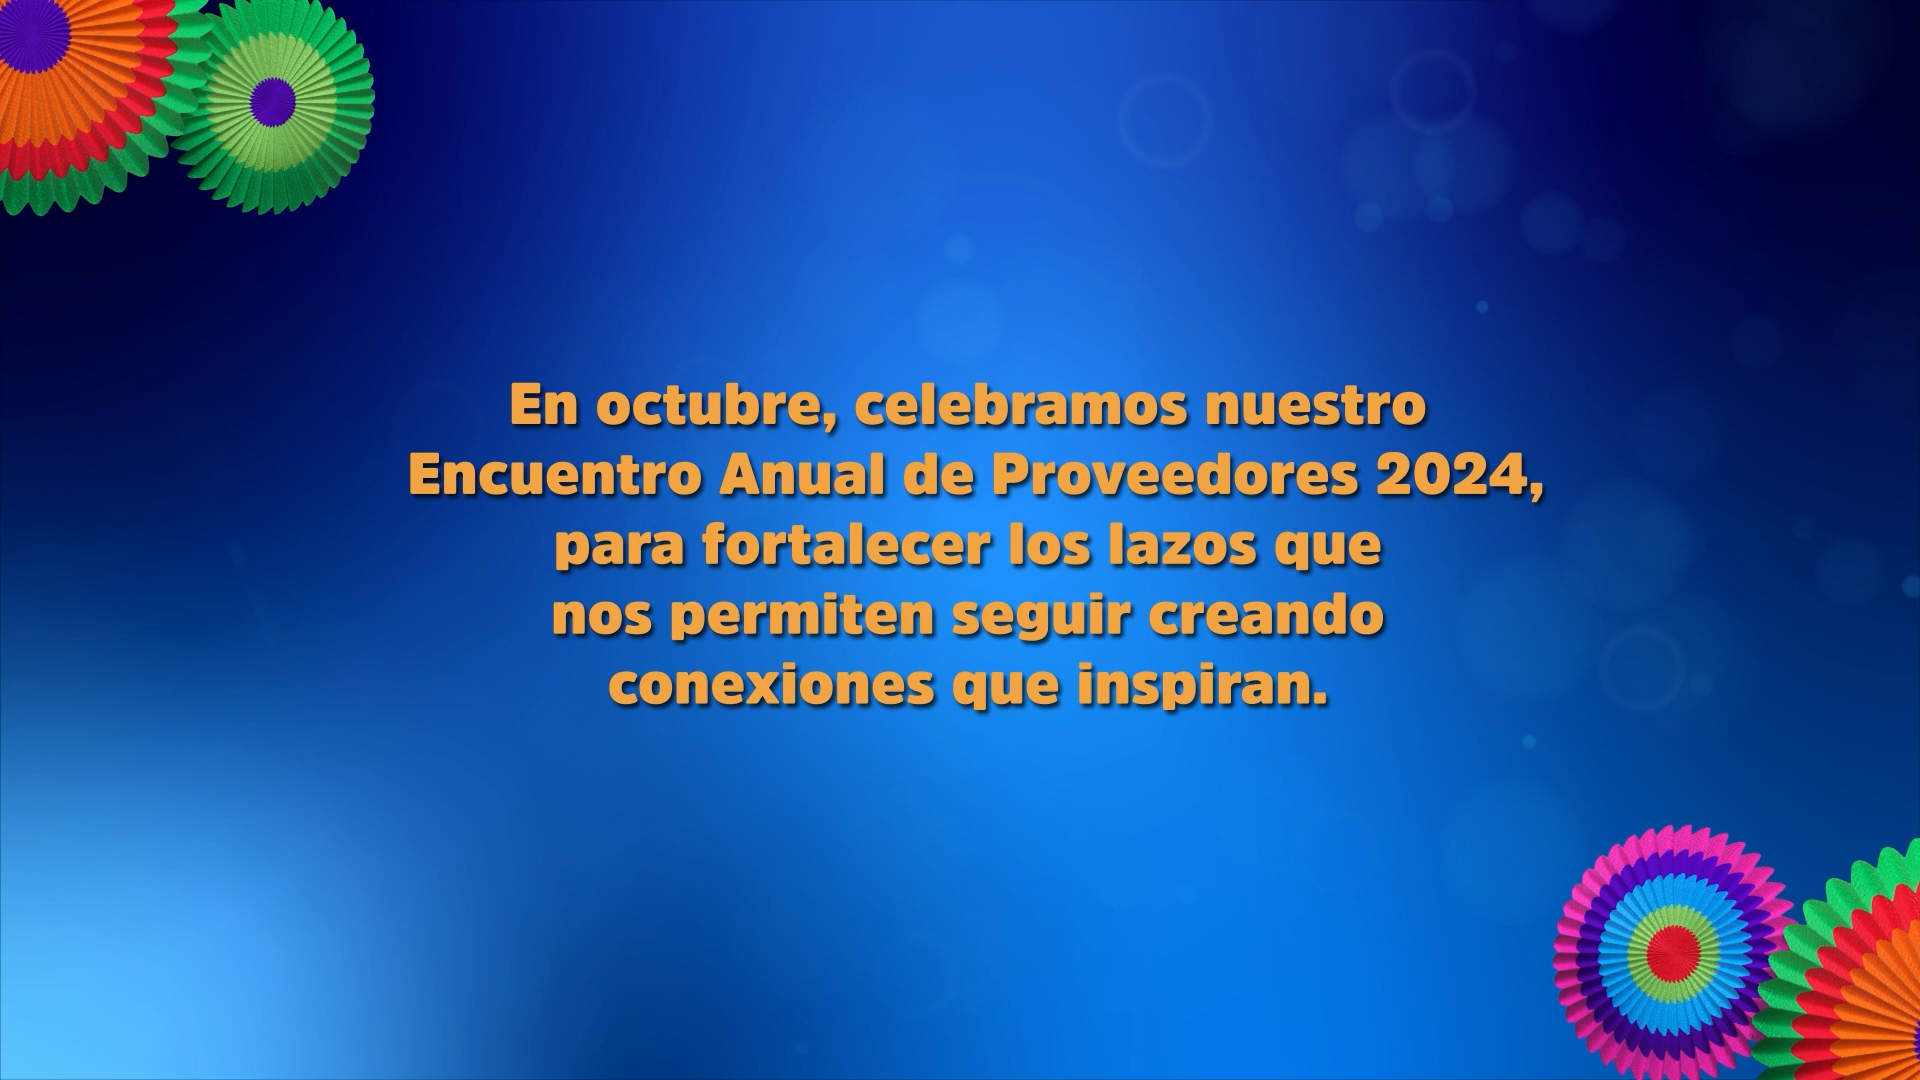 En octubre, celebramos nuestro
Encuentro Anual de Proveedores 2024,
para fortalecer los lazos que
nos permiten seguir creando
conexiones que inspiran.